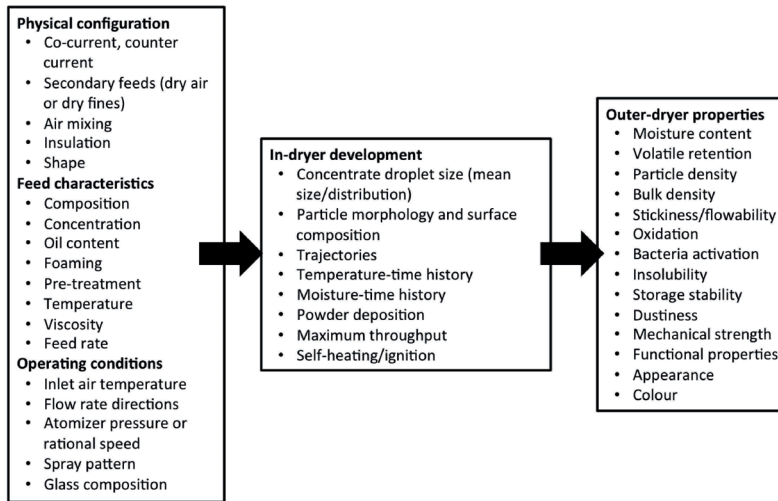 Physical configuration
• Co-current, counter
current
• Secondary feeds (dry air
or dry fines)
• Air mixing
• Insulation
• Shape
Feed characteristics
• Composition
• Concentration
• Oil content
• Foaming
• Pre-treatment
• Temperature
• Viscosity
• Feed rate
Operating conditions
• Inlet air temperature
• Flow rate directions
• Atomizer pressure or
rational speed
• Spray pattern
• Glass composition
In-dryer development
• Concentrate droplet size (mean
size/distribution)
• Particle morphology and surface
composition
• Trajectories
• Temperature-time history
• Moisture-time history
• Powder deposition
• Maximum throughput
• Self-heating/ignition
Outer-dryer properties
• Moisture content
• Volatile retention
• Particle density
• Bulk density
• Stickiness/flowability
• Oxidation
• Bacteria activation
• Insolubility
• Storage stability
• Dustiness
• Mechanical strength
• Functional properties
• Appearance
• Colour